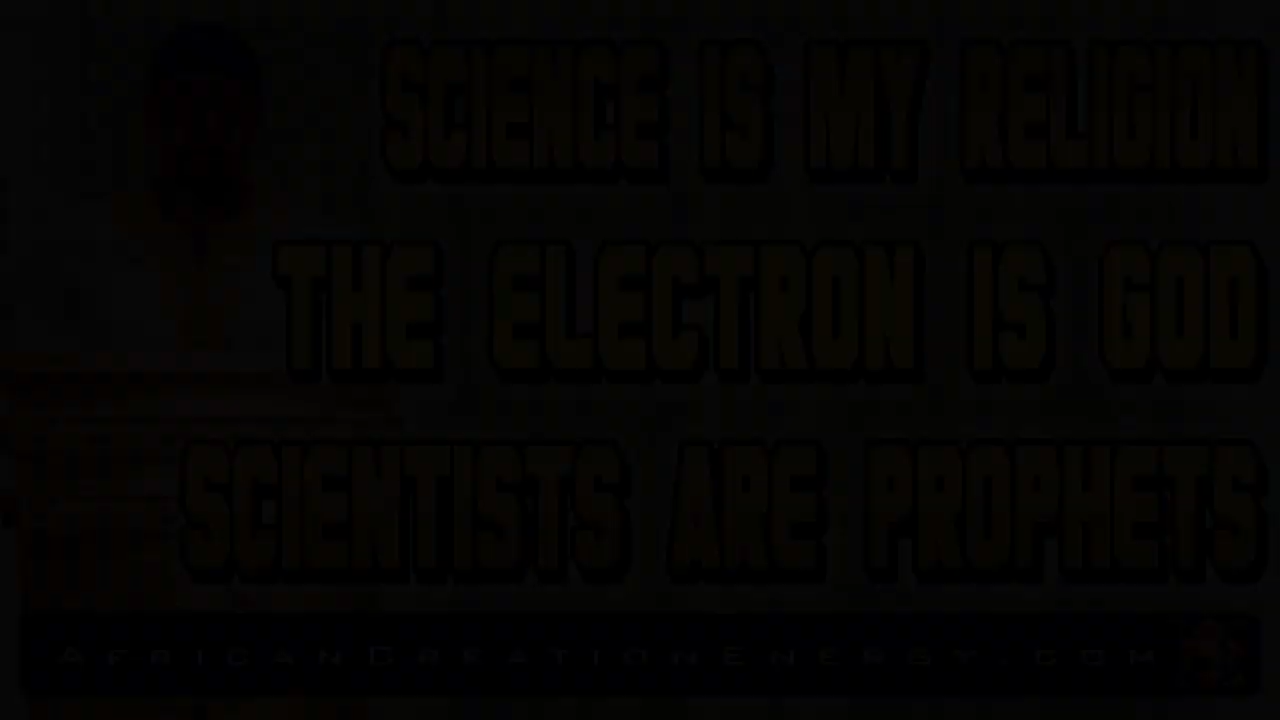 SCIENCE IS MY RELIGION
THE ELECTRON IS GOD
SCIENTISTS ARE PROPHETS
AFRICANCREATIONENERGY.COM